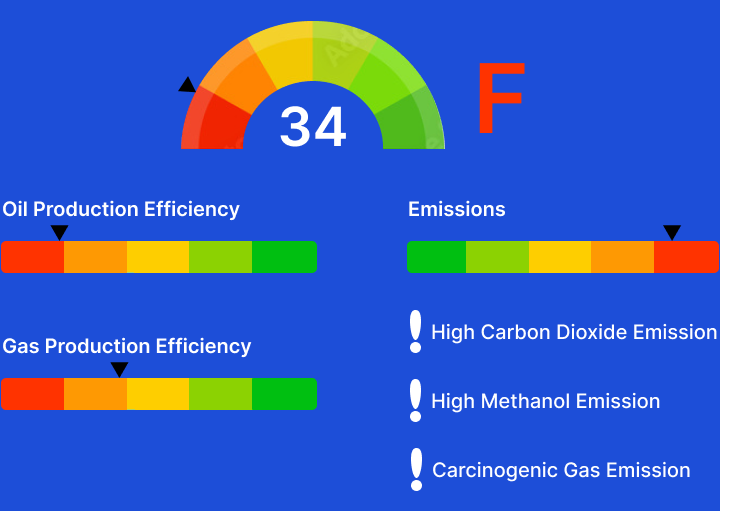 34
F
Oil Production Efficiency
Emissions
High Carbon Dioxide Emission
Gas Production Efficiency
High Methanol Emission
Carcinogenic Gas Emission